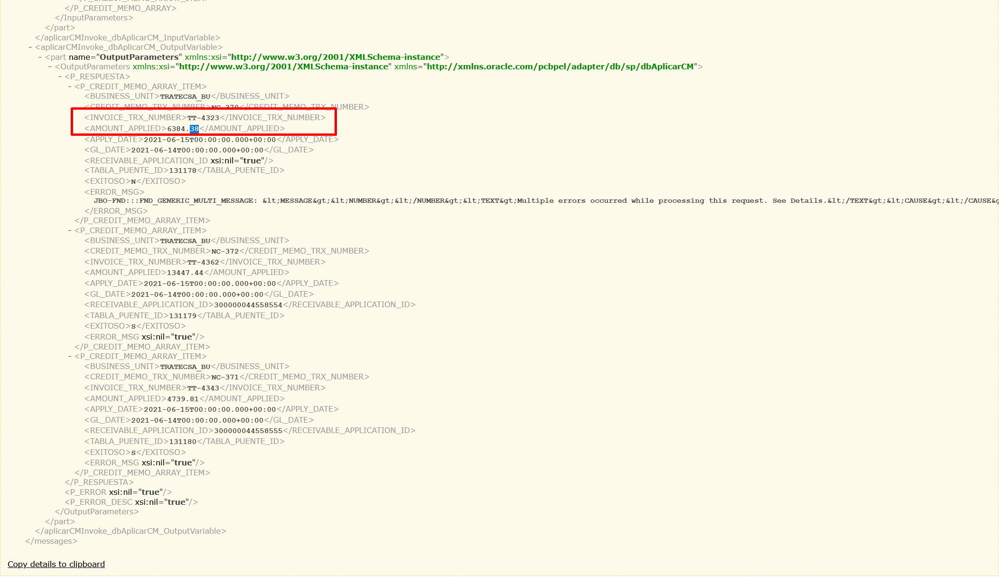 </P_CREDIT_MEMO_ARRAY_ITEM>
</P_CREDIT_MEMO_ARRAY>
</InputParameters>
</part>
</aplicarCMInvoke_dbAplicarCM_InputVariable>
- <aplicarCMInvoke_dbAplicarCM_OutputVariable>
- <part name="OutputParameters" xmlns:xsi="http://www.w3.org/2001/XMLSchema-instance">
- <OutputParameters xmlns:xsi="http://www.w3.org/2001/XMLSchema-instance" xmlns="http://xmlns.oracle.com/pcbpel/adapter/db/sp/dbAplicarCM">
- <P_RESPUESTA>
- <P_CREDIT_MEMO_ARRAY_ITEM>
<BUSINESS_UNIT>TRATECSA_BU</BUSINESS_UNIT>
<CREDIT_MEMO_TRX_NUMBER>NC-370</CREDIT_MEMO_TRX_NUMBER>
<INVOICE_TRX_NUMBER>TT-4323</INVOICE_TRX_NUMBER>
<AMOUNT_APPLIED>6384.38</AMOUNT_APPLIED>
<APPLY_DATE>2021-06-15T00:00:00.000+00:00</APPLY_DATE>
<GL_DATE>2021-06-14T00:00:00.000+00:00</GL_DATE>
<RECEIVABLE_APPLICATION_ID xsi:nil="true"/>
<TABLA_PUENTE_ID>131178</TABLA_PUENTE_ID>
<EXITOSO>N</EXITOSO>
<ERROR_MSG>
JBO-FND:::FND_GENERIC_MULTI_MESSAGE: &lt;MESSAGE&gt;&lt;NUMBER&gt;&lt;/NUMBER&gt;&lt;TEXT&gt;Multiple errors occurred while processing this request. See Details.&lt;/TEXT&gt;&lt;CAUSE&gt;&lt;/CAUSE&g
</ERROR_MSG>
</P_CREDIT_MEMO_ARRAY_ITEM>
- <P_CREDIT_MEMO_ARRAY_ITEM>
<BUSINESS_UNIT>TRATECSA_BU</BUSINESS_UNIT>
<CREDIT_MEMO_TRX_NUMBER>NC-372</CREDIT_MEMO_TRX_NUMBER>
<INVOICE_TRX_NUMBER>TT-4362</INVOICE_TRX_NUMBER>
<AMOUNT_APPLIED>13447.44</AMOUNT_APPLIED>
<APPLY_DATE>2021-06-15T00:00:00.000+00:00</APPLY_DATE>
<GL_DATE>2021-06-14T00:00:00.000+00:00</GL_DATE>
<RECEIVABLE_APPLICATION_ID>300000044558554</RECEIVABLE_APPLICATION_ID>
<TABLA_PUENTE_ID>131179</TABLA_PUENTE_ID>
<EXITOSO>S</EXITOSO>
<ERROR_MSG xsi:nil="true"/>
</P_CREDIT_MEMO_ARRAY_ITEM>
- <P_CREDIT_MEMO_ARRAY_ITEM>
<BUSINESS_UNIT>TRATECSA_BU</BUSINESS_UNIT>
<CREDIT_MEMO_TRX_NUMBER>NC-371</CREDIT_MEMO_TRX_NUMBER>
<INVOICE_TRX_NUMBER>TT-4343</INVOICE_TRX_NUMBER>
<AMOUNT_APPLIED>4739.81</AMOUNT_APPLIED>
<APPLY_DATE>2021-06-15T00:00:00.000+00:00</APPLY_DATE>
<GL_DATE>2021-06-14T00:00:00.000+00:00</GL_DATE>
<RECEIVABLE_APPLICATION_ID>300000044558555</RECEIVABLE_APPLICATION_ID>
<TABLA_PUENTE_ID>131180</TABLA_PUENTE_ID>
<EXITOSO>S</EXITOSO>
<ERROR_MSG xsi:nil="true"/>
</P_CREDIT_MEMO_ARRAY_ITEM>
</P_RESPUESTA>
<P_ERROR xsi:nil="true"/>
<P_ERROR_DESC xsi:nil="true"/>
</OutputParameters>
</part>
</aplicarCMInvoke_dbAplicarCM_OutputVariable>
</messages>
Copy details to clipboard